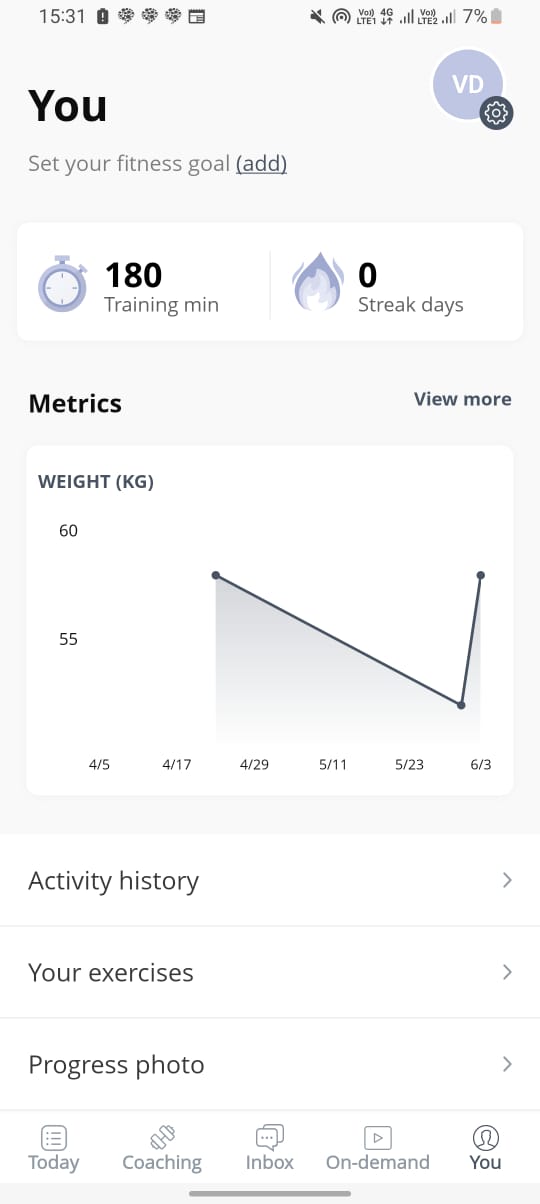 15:31
Vo)) 4G Vo)) 7%
LTE1 LTE2
VD
You
Set your fitness goal (add)
180 0
Training min Streak days
Metrics View more
WEIGHT (KG)
60
55
4/5 4/17 4/29 5/11 5/23 6/3
Activity history
Your exercises
Progress photo
Today Coaching Inbox On-demand You